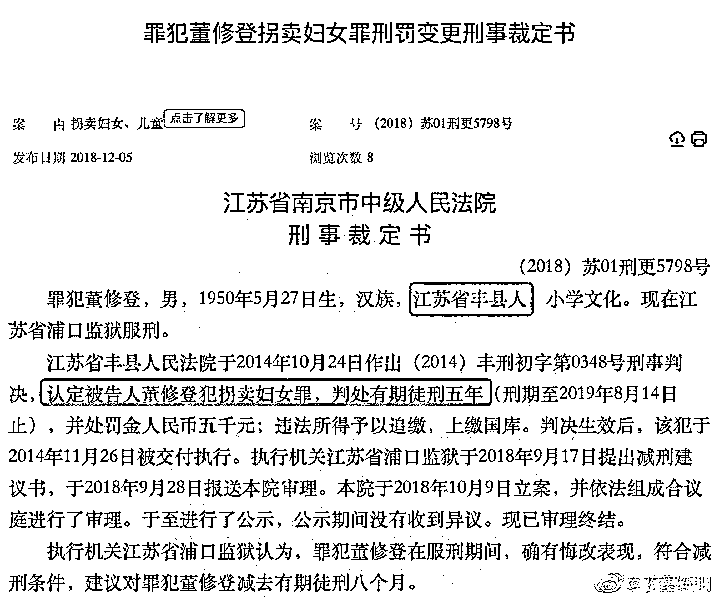 罪犯董修登拐卖妇女罪刑罚变更刑事裁定书
案 由 拐卖妇女、儿童 点击了解更多 案 号 （2018）苏01刑更5798号
发布日期 2018-12-05 浏览次数 8
江苏省南京市中级人民法院
刑 事 裁 定 书
（2018）苏01刑更5798号
罪犯董修登，男，1950年5月27日生，汉族，江苏省丰县人，小学文化。现在江
苏省浦口监狱服刑。
江苏省丰县人民法院于2014年10月24日作出（2014）丰刑初字第0348号刑事判
决，认定被告人董修登犯拐卖妇女罪，判处有期徒刑五年（刑期至2019年8月14日
止），并处罚金人民币五千元；违法所得予以追缴，上缴国库。判决生效后，该犯于
2014年11月26日被交付执行。执行机关江苏省浦口监狱于2018年9月17日提出减刑建
议书，于2018年9月28日报送本院审理。本院于2018年10月9日立案，并依法组成合议
庭进行了审理。于至进行了公示，公示期间没有收到异议。现已审理终结。
执行机关江苏省浦口监狱认为，罪犯董修登在服刑期间，确有悔改表现，符合减
刑条件，建议对罪犯董修登减去有期徒刑八个月。